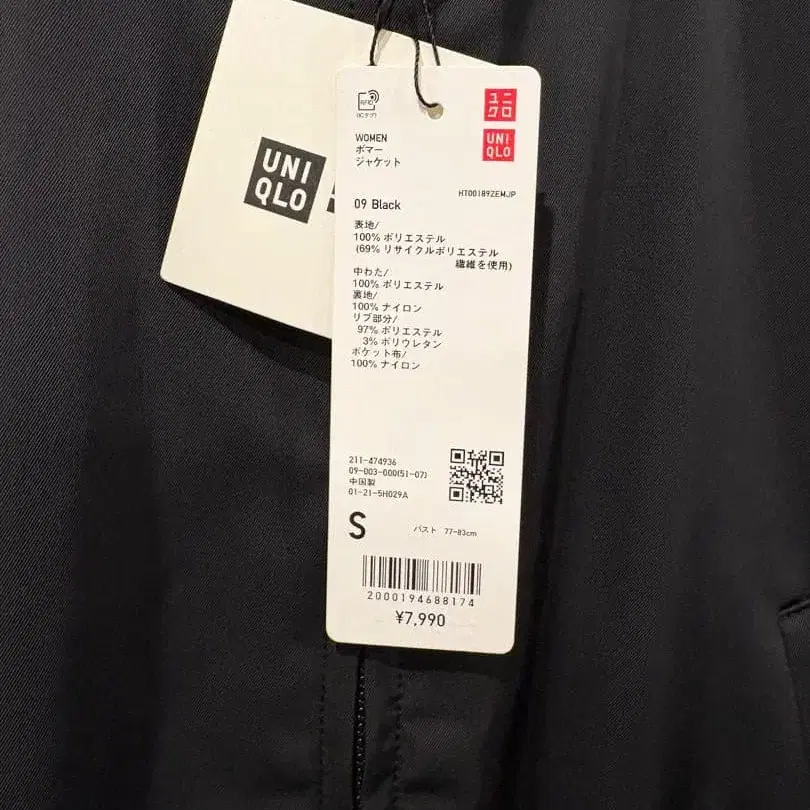 UNI
QLO
RFID
ユニ
クロ
UNI
QLO
WOMEN
ボマー
ジャケット
HT00189ZEMJP
09 Black
表地/
100% ポリエステル
(69% リサイクルポリエステル
繊維を使用)
中わた/
100% ポリエステル
裏地/
100% ナイロン
リブ部分/
97% ポリエステル
3% ポリウレタン
ポケット布/
100% ナイロン
211-474936
09-003-000(51-07)
中国製
01-21-5H029A
S
バスト 77-83cm
2000194688174
¥7,990